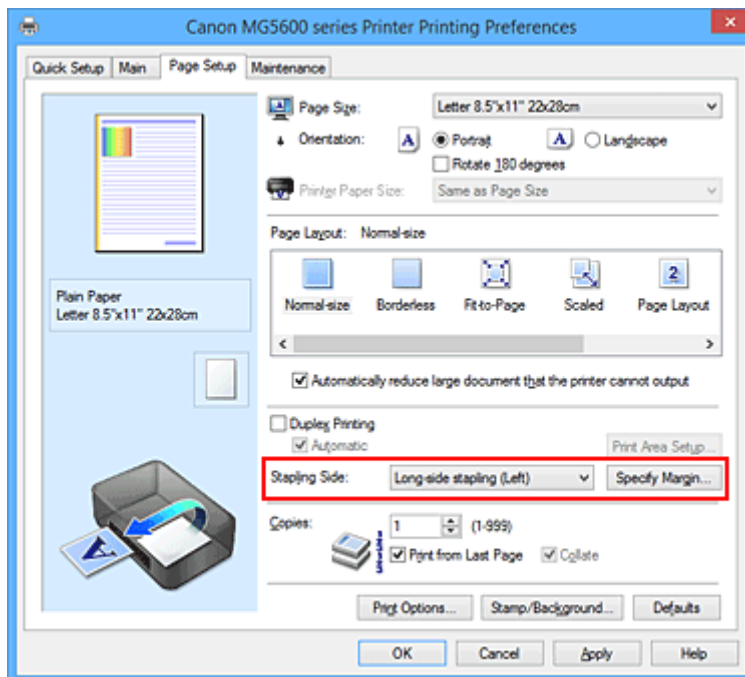 Canon MG5600 series Printer Printing Preferences
Quick Setup Main Page Setup Maintenance
Page Size: Letter 8.5"x11" 22x28cm
Orientation: A Portrait A Landscape
Rotate 180 degrees
Printer Paper Size: Same as Page Size
Page Layout: Normal-size
2
Normal-size Borderless Fit-to-Page Scaled Page Layout
Plain Paper
Letter 8.5"x11" 22x28cm
Automatically reduce large document that the printer cannot output
Duplex Printing
Automatic Print Area Setup...
Stapling Side: Long-side stapling (Left) Specify Margin...
Copies: 1 (1-999)
Print from Last Page Collate
A
Print Options... Stamp/Background... Defaults
OK Cancel Apply Help